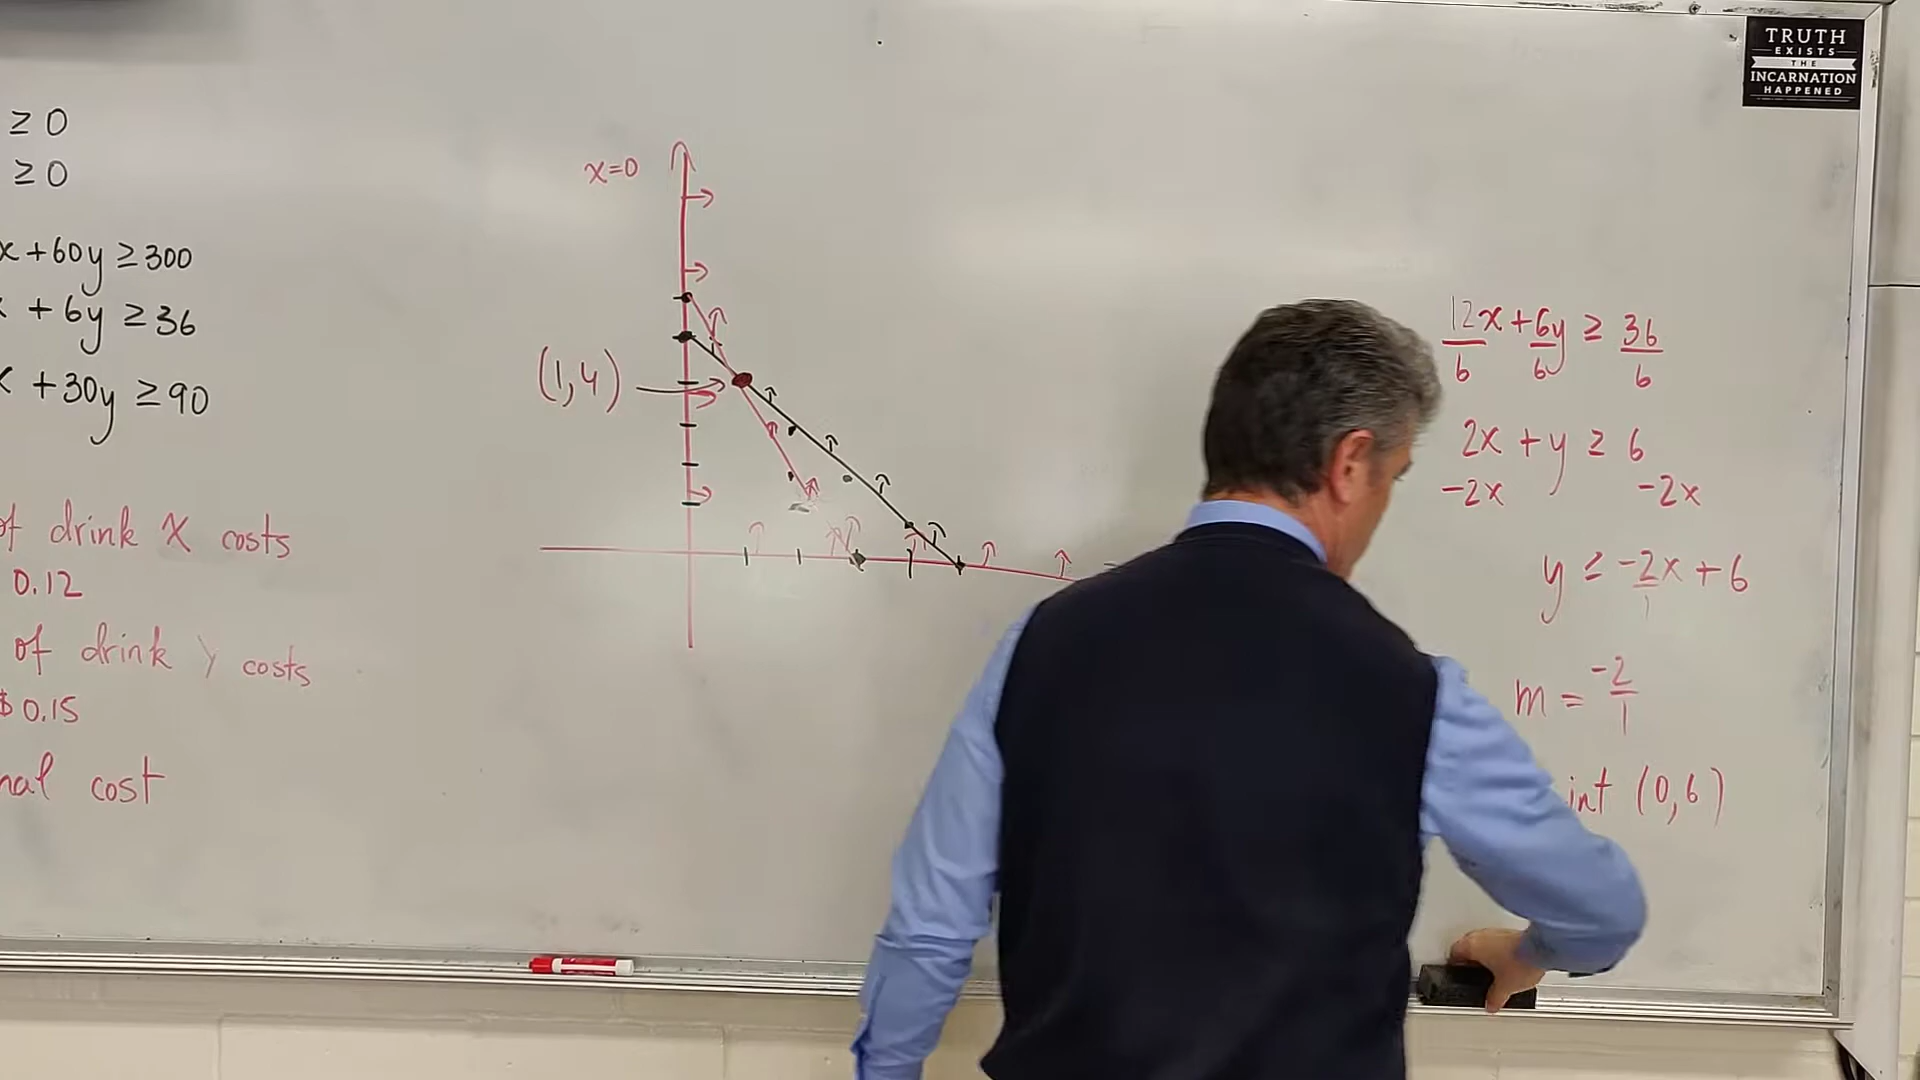 ≥ 0
≥ 0
x + 60y ≥ 300
+ 6y ≥ 36
x + 30y ≥ 90
of drink X costs
0.12
of drink y costs
$0.15
nal cost
x=0
(1,4)
12x + 6y ≥ 36
6 6 6
2x + y ≥ 6
-2x -2x
y ≤ -2x + 6
1
m = -2
1
int (0,6)
TRUTH
EXISTS
THE
INCARNATION
HAPPENED